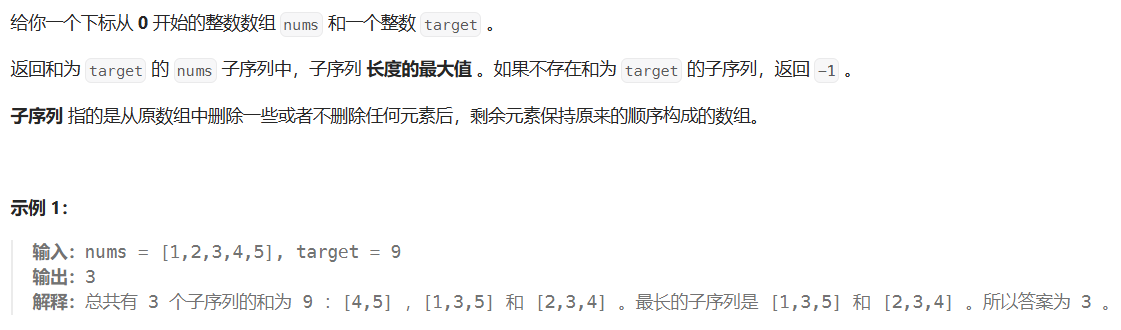 给你一个下标从 0 开始的整数数组 nums 和一个整数 target 。
返回和为 target 的 nums 子序列中，子序列 长度的最大值 。如果不存在和为 target 的子序列，返回 -1 。
子序列 指的是从原数组中删除一些或者不删除任何元素后，剩余元素保持原来的顺序构成的数组。
示例 1：
输入：nums = [1,2,3,4,5], target = 9
输出：3
解释：总共有 3 个子序列的和为 9 ：[4,5] ，[1,3,5] 和 [2,3,4] 。最长的子序列是 [1,3,5] 和 [2,3,4] 。所以答案为 3 。